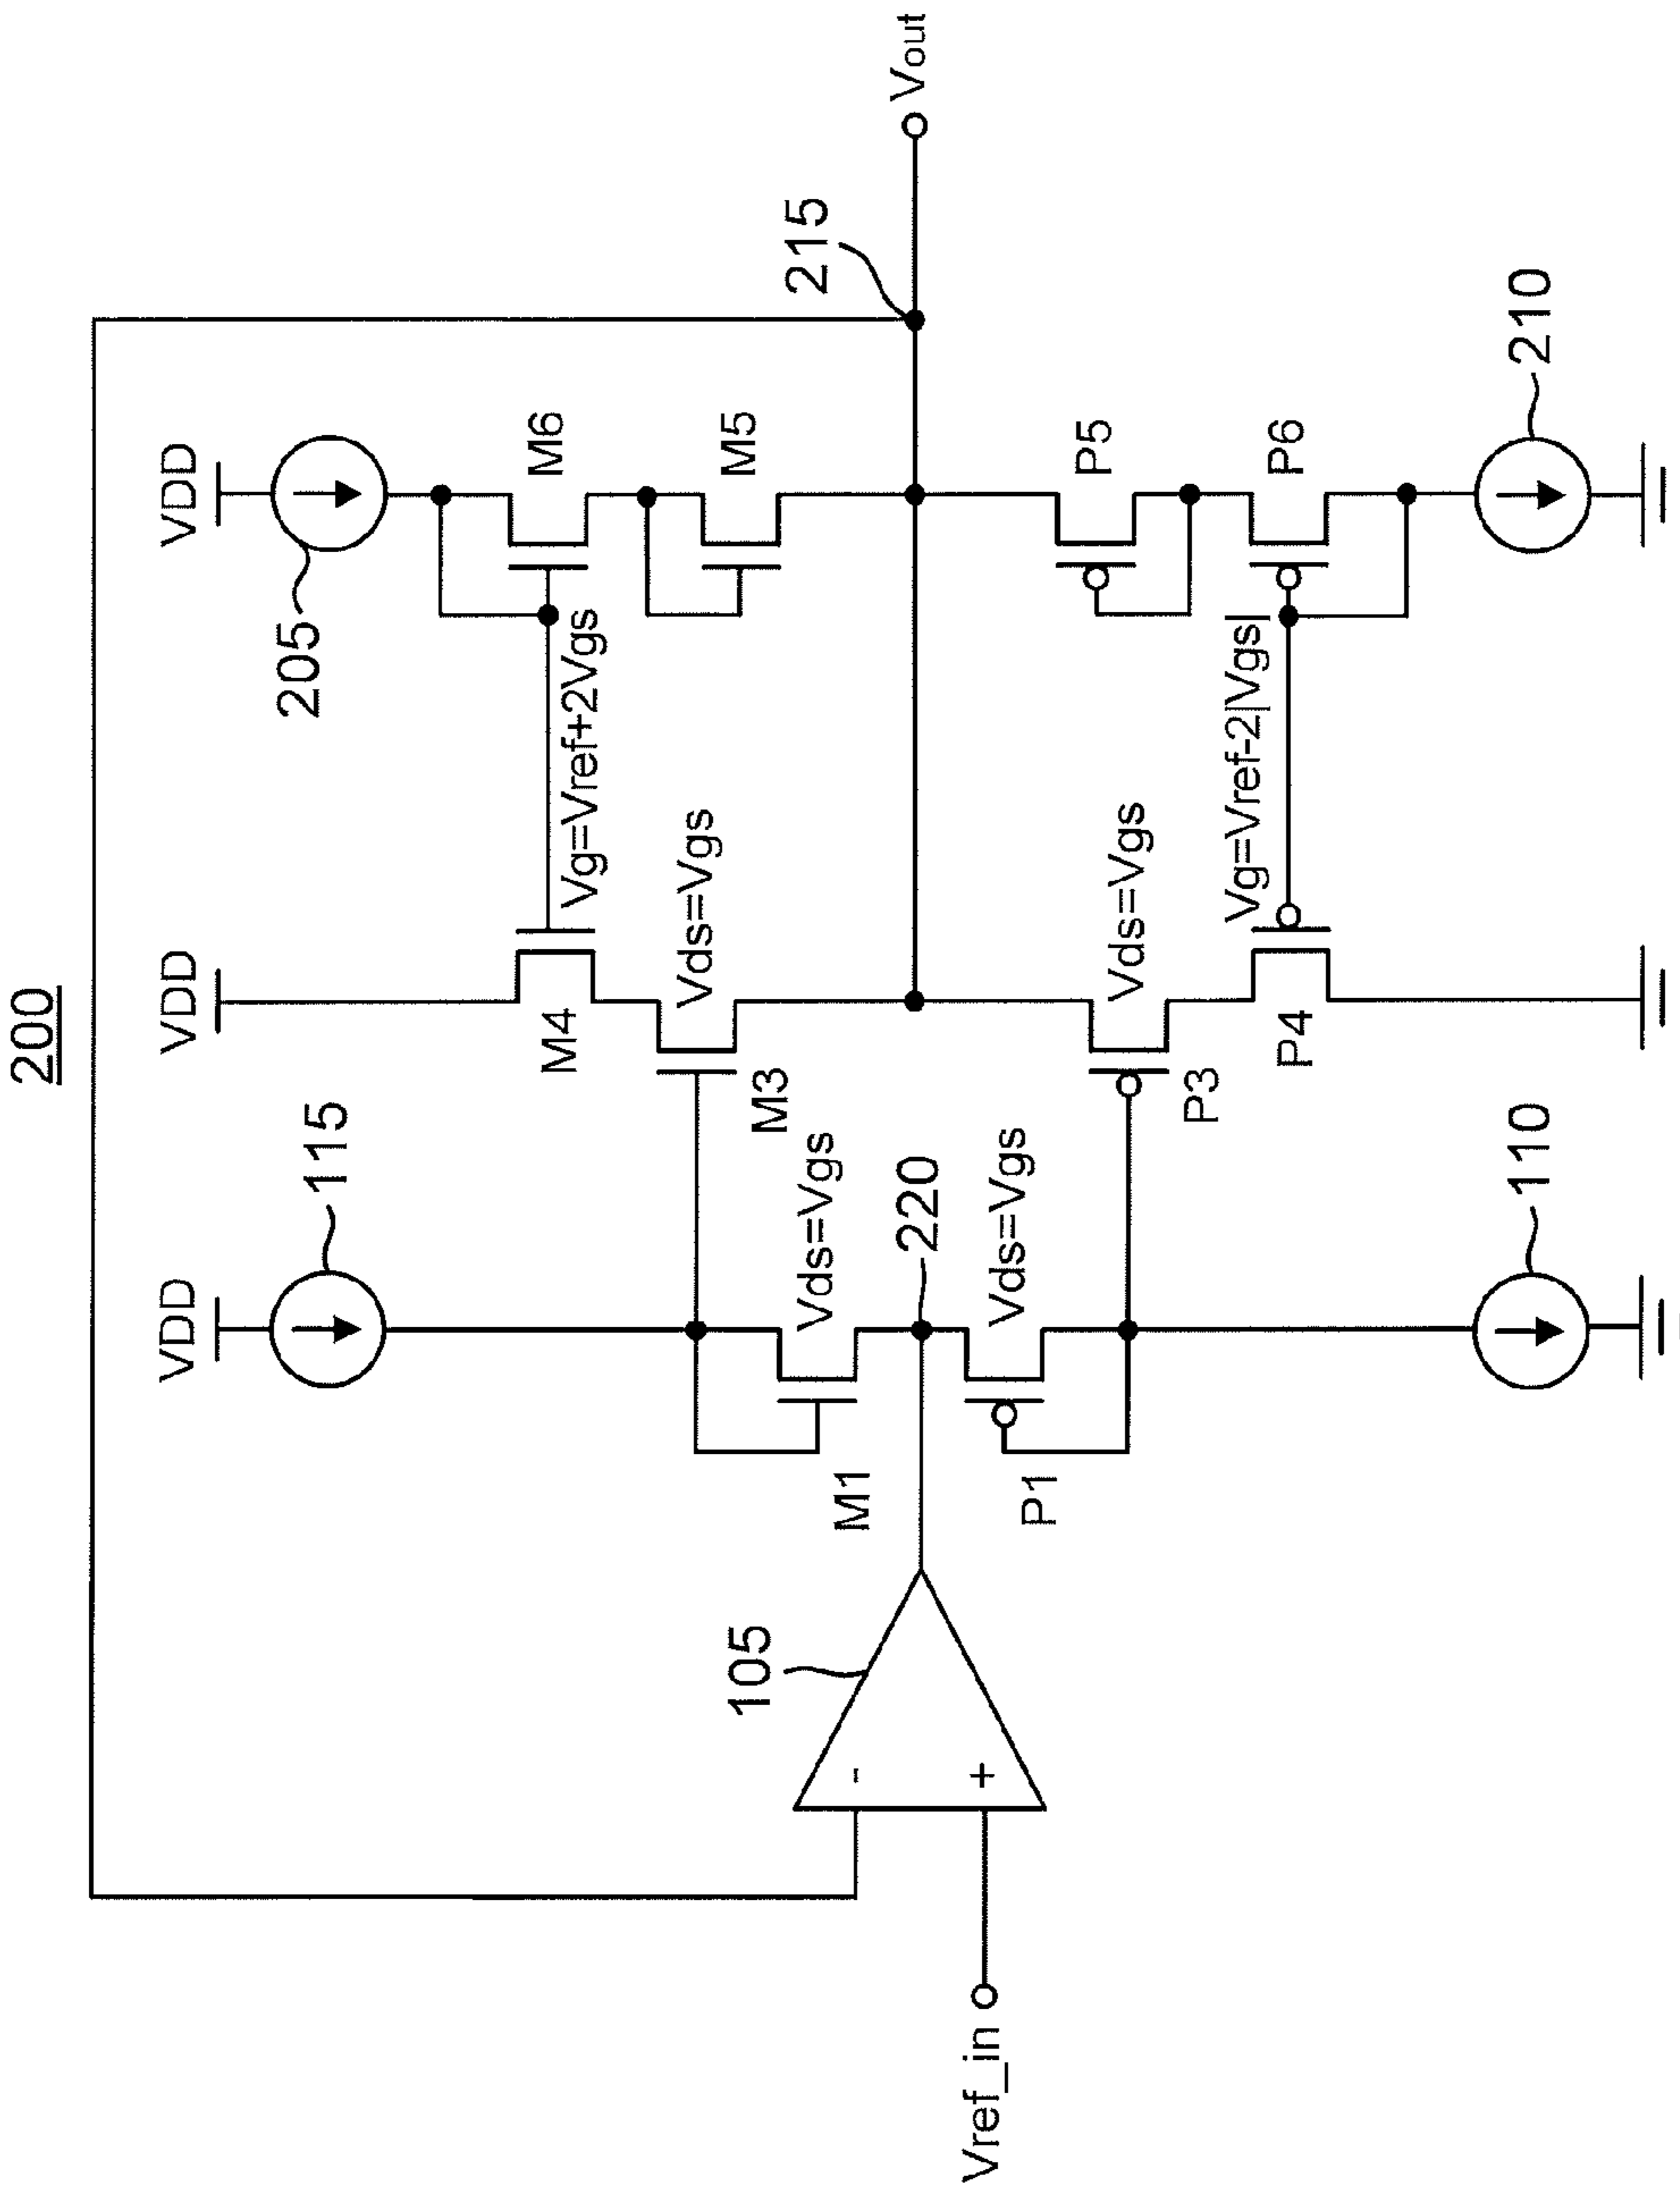 200
VDD
VDD
VDD
115
205
M4
M6
Vg=Vref+2Vgs
M3
Vds=Vgs
M5
M1
Vds=Vgs
215
105
220
Vout
-
+
Vref_in
P1
Vds=Vgs
Vds=Vgs
P5
P3
P4
Vg=Vref-2|Vgs|
P6
110
210